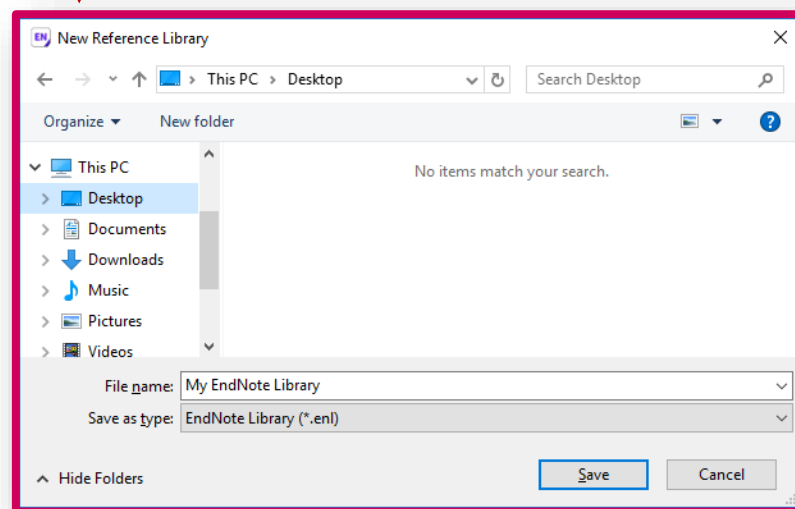 EN New Reference Library
This PC > Desktop
Search Desktop
Organize New folder
?
This PC
No items match your search.
Desktop
Documents
Downloads
Music
Pictures
Videos
File name: My EndNote Library
Save as type: EndNote Library (*.enl)
Hide Folders Save Cancel